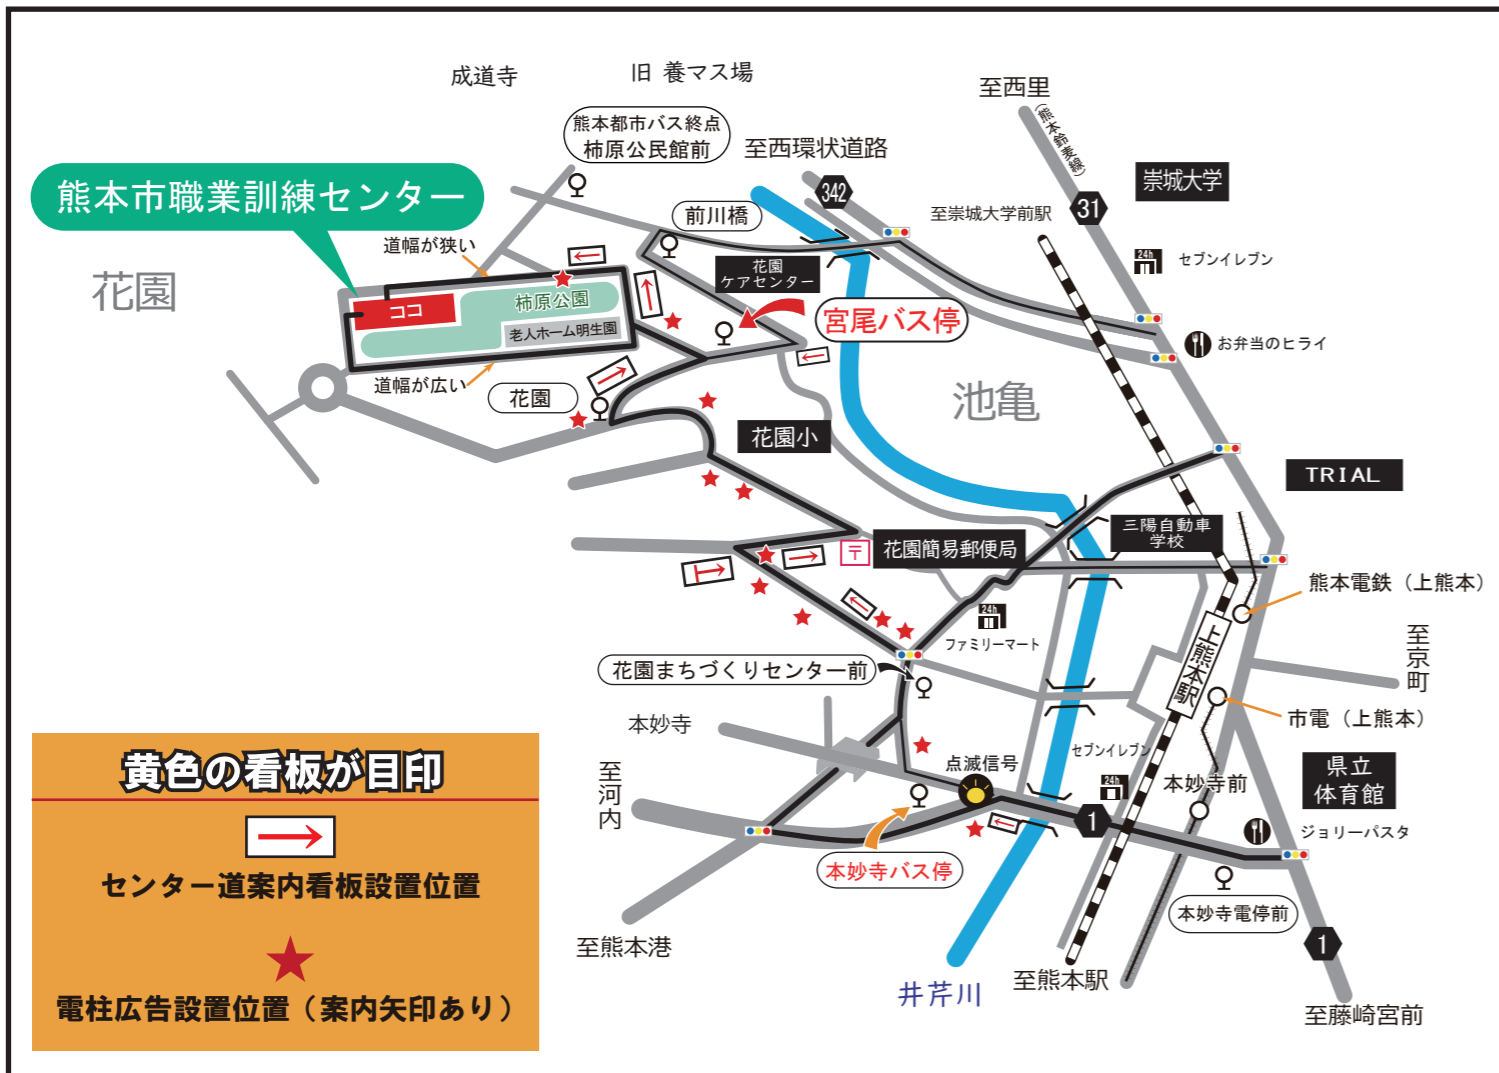 成道寺
旧 養マス場
至西里
(熊本鈴麦線)
熊本都市バス終点
柿原公民館前
至西環状道路
342
崇城大学
熊本市職業訓練センター
前川橋
至崇城大学前駅
31
道幅が狭い
花園
花園
ケアセンター
24h
セブンイレブン
柿原公園
ココ
老人ホーム明生園
宮尾バス停
お弁当のヒライ
道幅が広い
花園
池亀
花園小
TRIAL
三陽自動車
学校
〒
花園簡易郵便局
熊本電鉄(上熊本)
24h
ファミリーマート
上熊本駅
至京町
花園まちづくりセンター前
市電(上熊本)
本妙寺
点滅信号
セブンイレブン
24h
本妙寺前
県立
体育館
至河内
1
ジョリーパスタ
本妙寺バス停
本妙寺電停前
1
至熊本港
至熊本駅
井芹川
至藤崎宮前
黄色の看板が目印
センター道案内看板設置位置
電柱広告設置位置(案内矢印あり)